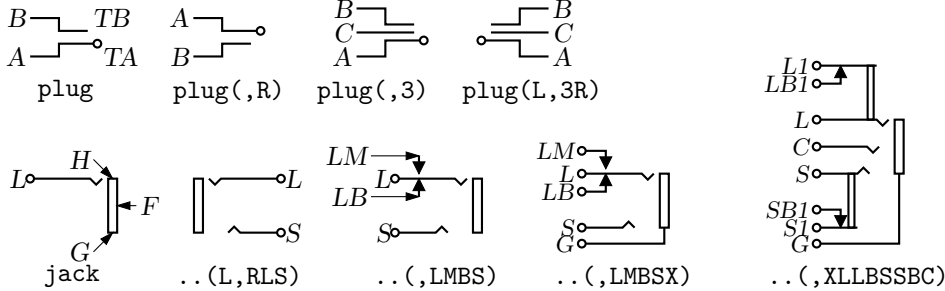 B TB
A TA
plug
A
B
plug(,R)
B
C
A
plug(,3)
B
C
A
plug(L,3R)
L
H
F
G
jack
L
S
..(L,RLS)
LM
L
LB
S
..(,LMBS)
LM
L
LB
S
G
..(,LMBSX)
L1
LB1
L
C
S
SB1
S1
G
..(,XLLBSSBC)